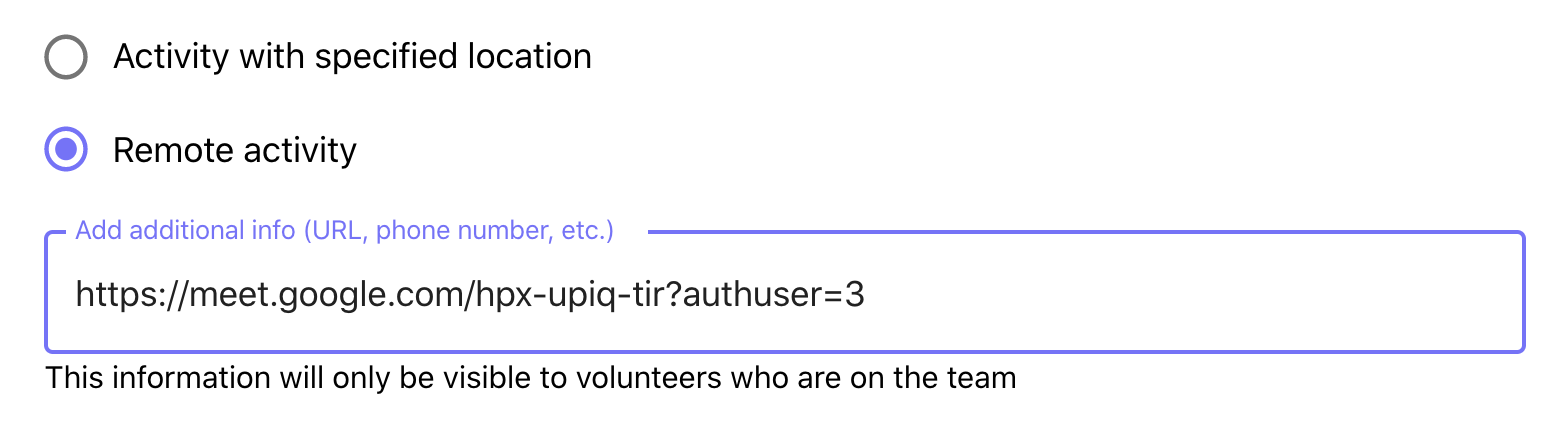 Activity with specified location
Remote activity
Add additional info (URL, phone number, etc.)
https://meet.google.com/hpx-upiq-tir?authuser=3
This information will only be visible to volunteers who are on the team